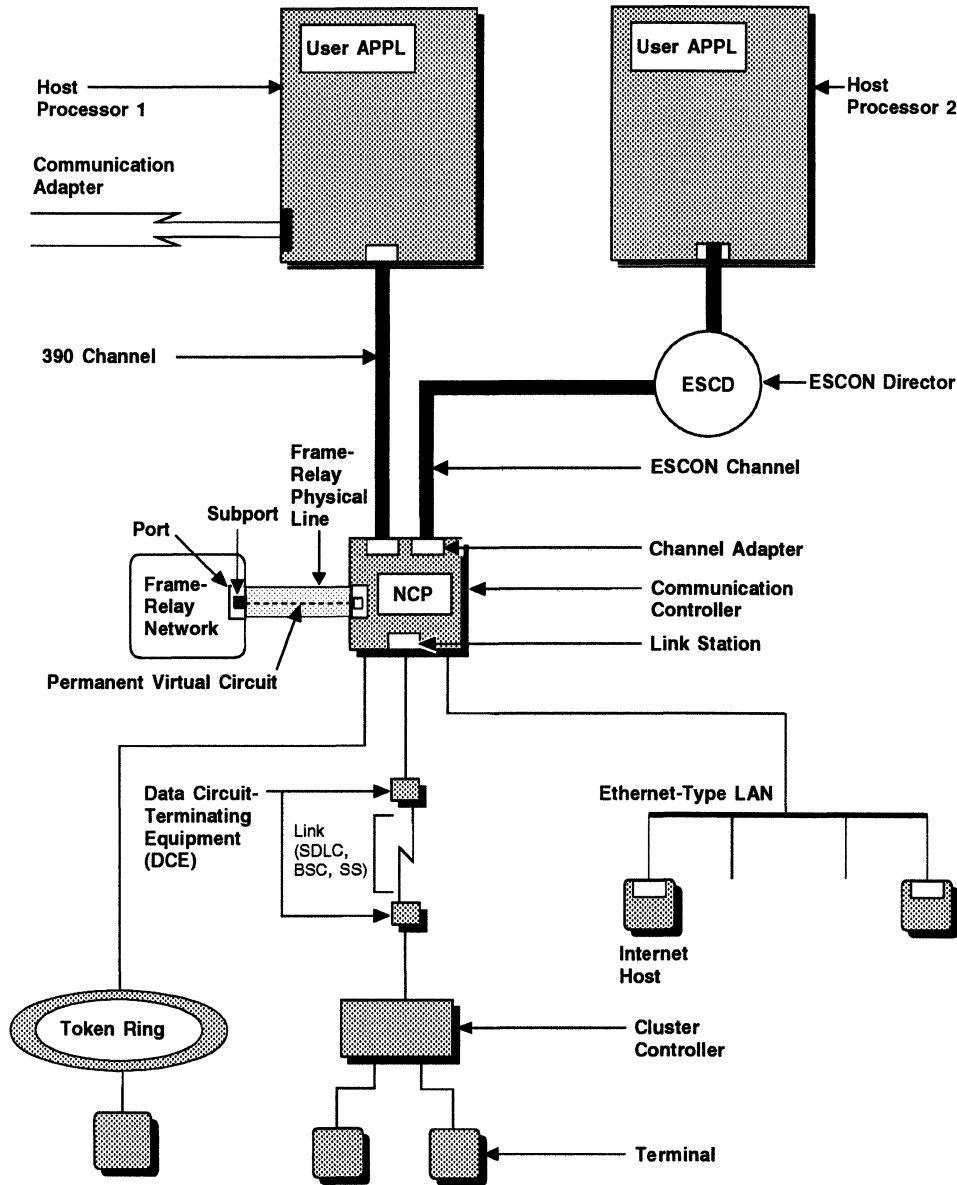 User APPL
User APPL
Host
Processor 1
Host
Processor 2
Communication
Adapter
390 Channel
ESCD
ESCON Director
Frame-
Relay
Physical
Line
ESCON Channel
Subport
Port
Channel Adapter
Frame-
Relay
Network
NCP
Communication
Controller
Link Station
Permanent Virtual Circuit
Data Circuit-
Terminating
Equipment
(DCE)
Link
(SDLC,
BSC, SS)
Ethernet-Type LAN
Internet
Host
Token Ring
Cluster
Controller
Terminal